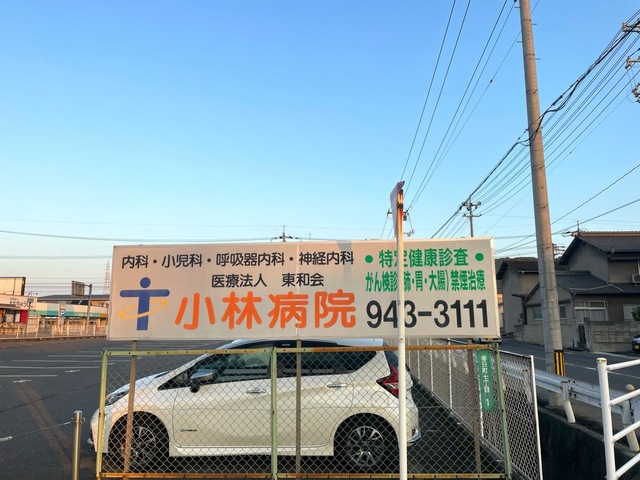 内科・小児科・呼吸器内科・神経内科
医療法人 東和会
小林病院
・特定健康診査・
がん検診(肺・胃・大腸)禁煙治療
943-3111